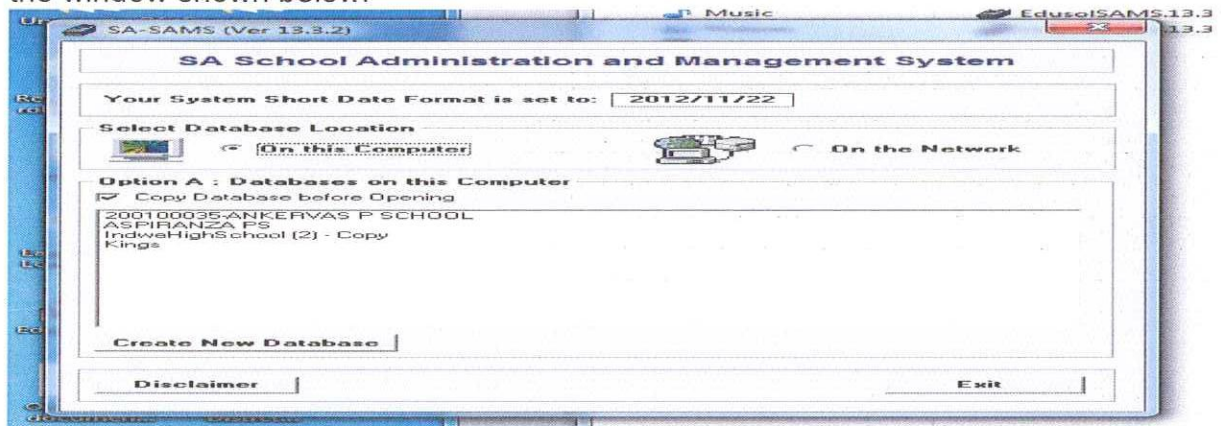 the window shown below:
Music
EdusolSAMS.13.3
SA-SAMS (Ver 13.3.2)
13.3
SA School Administration and Management System
Your System Short Date Format is set to: 2012/11/22
Select Database Location
On this Computer
On the Network
Option A : Databases on this Computer
Copy Database before Opening
200100035-ANKERVAS P SCHOOL
ASPIRANZA PS
IndweHighSchool (2) - Copy
Kings
Create New Database
Disclaimer
Exit